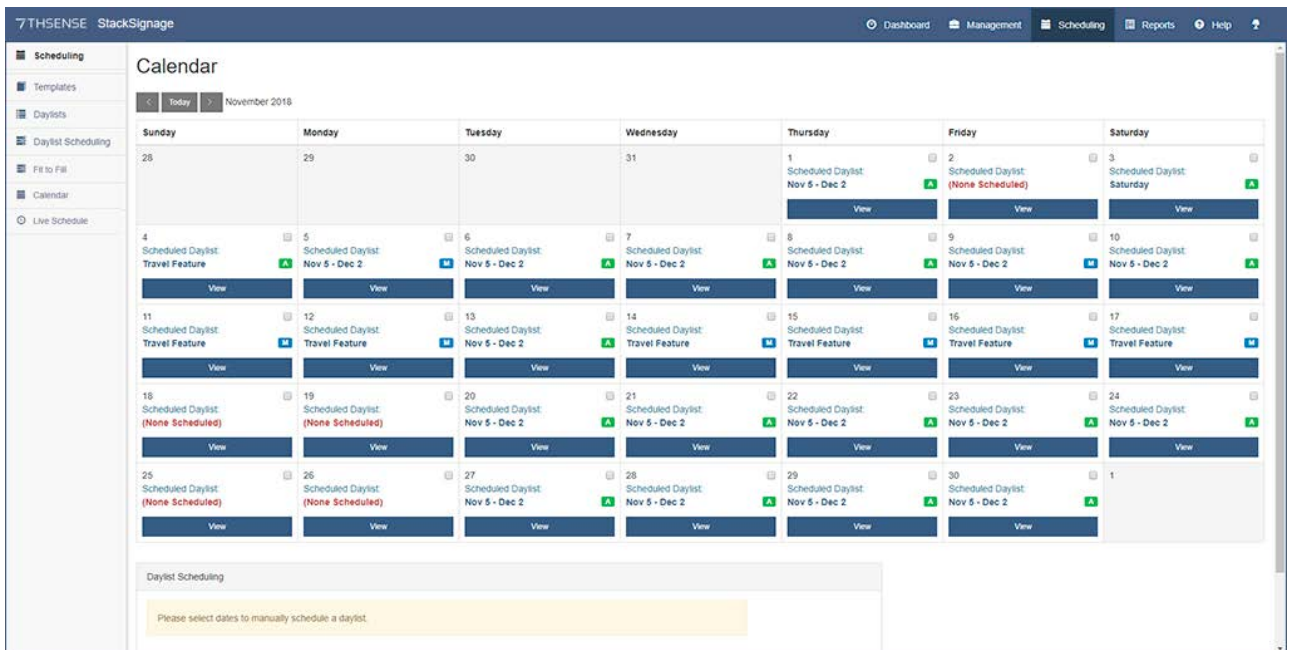 7THSENSE StackSignage
Dashboard Management Scheduling Reports Help
Scheduling
Templates
Daylists
Daylist Scheduling
Fit to Fill
Calendar
Live Schedule
Calendar
< Today > November 2018
Sunday Monday Tuesday Wednesday Thursday Friday Saturday
28 29 30 31 1 2 3
Scheduled Daylist: Scheduled Daylist: Scheduled Daylist:
Nov 5 - Dec 2 A (None Scheduled) Saturday A
View View View
4 5 6 7 8 9 10
Scheduled Daylist: Scheduled Daylist: Scheduled Daylist: Scheduled Daylist: Scheduled Daylist: Scheduled Daylist: Scheduled Daylist:
Travel Feature A Nov 5 - Dec 2 M Nov 5 - Dec 2 A Nov 5 - Dec 2 A Nov 5 - Dec 2 A Nov 5 - Dec 2 M Nov 5 - Dec 2 A
View View View View View View View
11 12 13 14 15 16 17
Scheduled Daylist: Scheduled Daylist: Scheduled Daylist: Scheduled Daylist: Scheduled Daylist: Scheduled Daylist: Scheduled Daylist:
Travel Feature M Travel Feature M Nov 5 - Dec 2 A Travel Feature M Travel Feature M Travel Feature M Travel Feature M
View View View View View View View
18 19 20 21 22 23 24
Scheduled Daylist: Scheduled Daylist: Scheduled Daylist: Scheduled Daylist: Scheduled Daylist: Scheduled Daylist: Scheduled Daylist:
(None Scheduled) (None Scheduled) Nov 5 - Dec 2 A Nov 5 - Dec 2 A Nov 5 - Dec 2 A Nov 5 - Dec 2 A Nov 5 - Dec 2 A
View View View View View View View
25 26 27 28 29 30 1
Scheduled Daylist: Scheduled Daylist: Scheduled Daylist: Scheduled Daylist: Scheduled Daylist: Scheduled Daylist:
(None Scheduled) (None Scheduled) Nov 5 - Dec 2 A Nov 5 - Dec 2 A Nov 5 - Dec 2 A Nov 5 - Dec 2 A
View View View View View View
Daylist Scheduling
Please select dates to manually schedule a daylist.